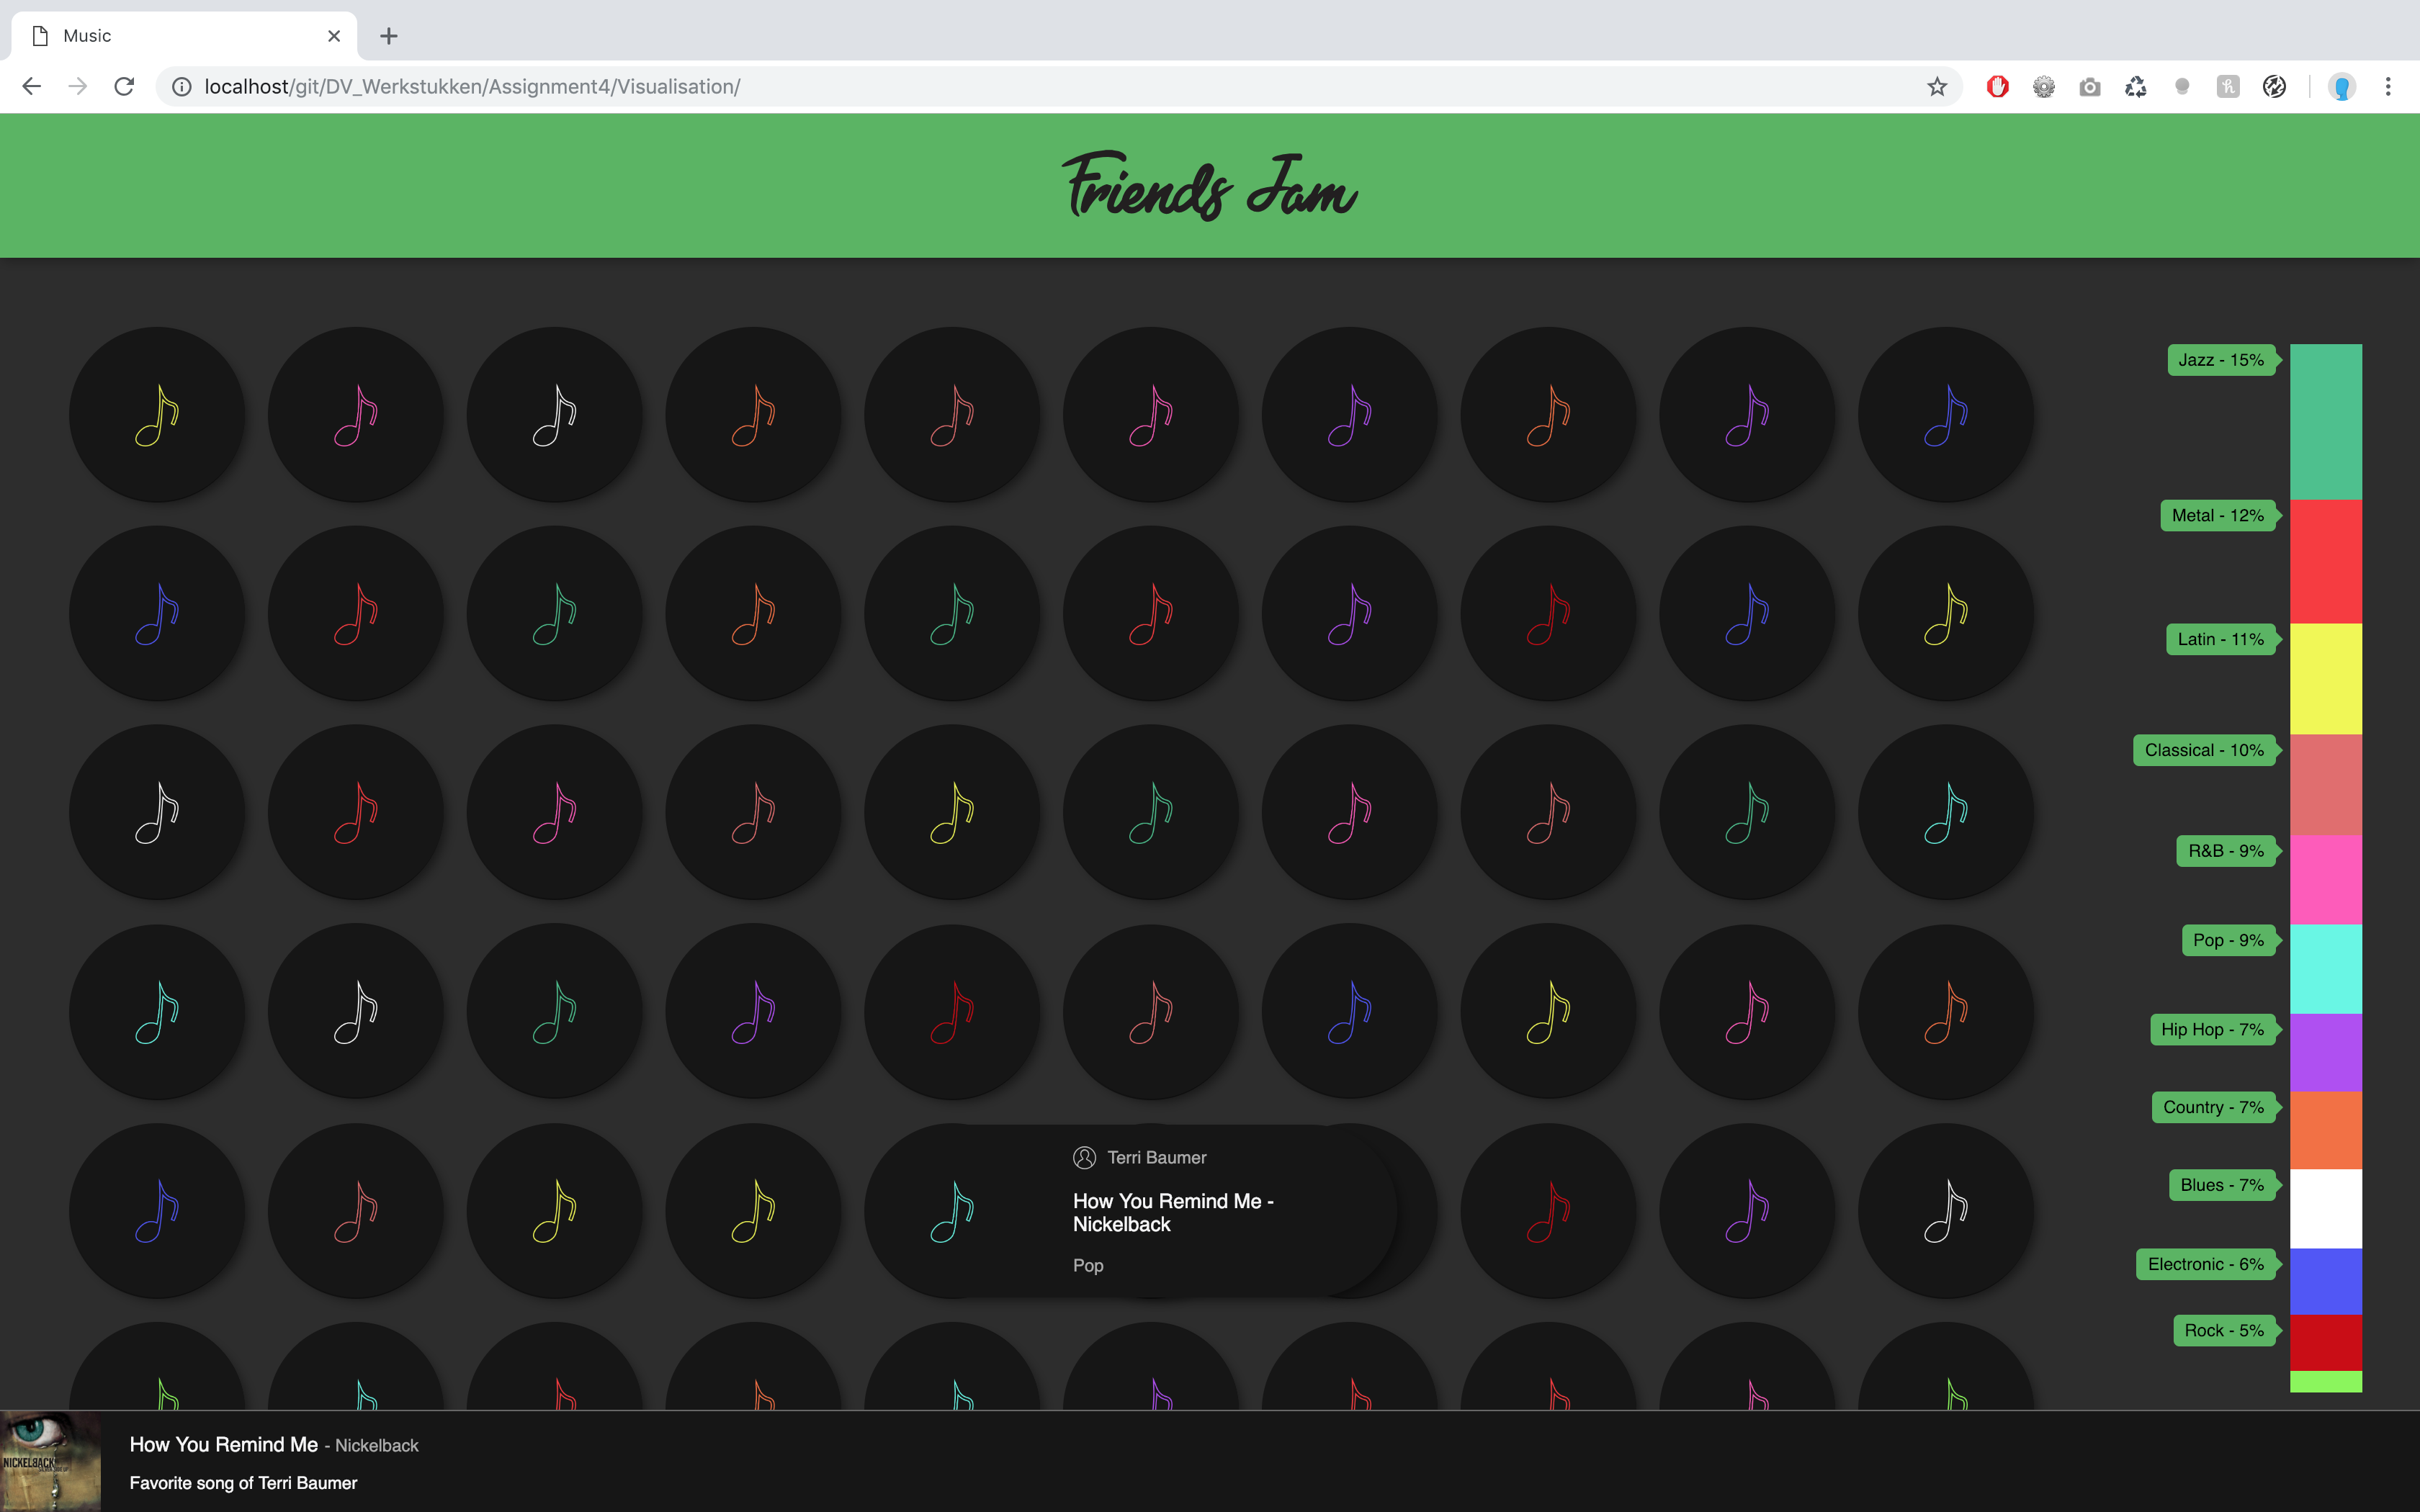 Music
localhost/git/DV_Werkstukken/Assignment4/Visualisation/
Friends Jam
Jazz - 15%
Metal - 12%
Latin - 11%
Classical - 10%
R&B - 9%
Pop - 9%
Hip Hop - 7%
Country - 7%
Blues - 7%
Electronic - 6%
Rock - 5%
Terri Baumer
How You Remind Me -
Nickelback
Pop
NICKELBACK
How You Remind Me - Nickelback
Favorite song of Terri Baumer